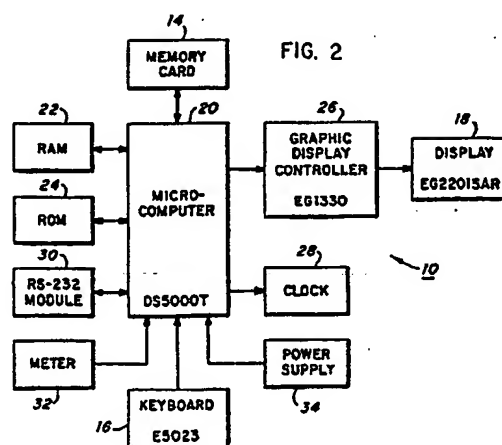 14
FIG. 2
MEMORY
CARD
22
RAM
20
MICRO-
COMPUTER
DS5000T
26
GRAPHIC
DISPLAY
CONTROLLER
EG1330
18
DISPLAY
EG2201SAR
24
ROM
30
RS-232
MODULE
28
CLOCK
10
METER
32
POWER
SUPPLY
34
16
KEYBOARD
E5023